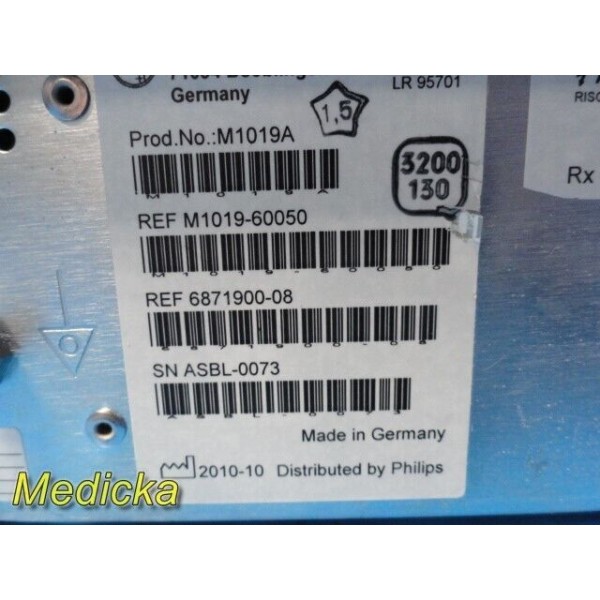 Germany
LR 95701
1,5
Prod.No.:M1019A
3200
130
RISC
Rx
REF M1019-60050
REF 6871900-08
SN ASBL-0073
Made in Germany
2010-10 Distributed by Philips
Medicka